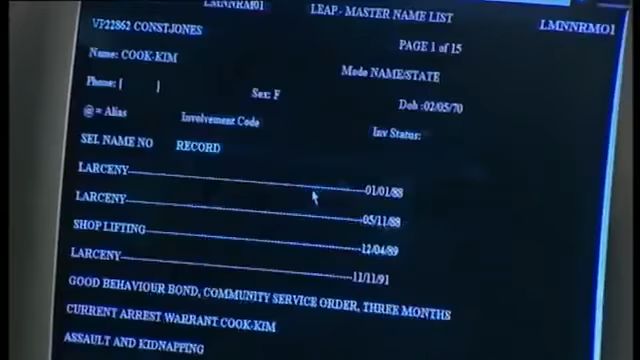 LMNNRM01 LEAP.- MASTER NAME LIST LMNNRMO1
VP22862 CONSTJONES PAGE 1 of 15
Name: COOK-KIM Mode NAME/STATE
Phone: [ ] Sex: F Dob :02/05/70
@ = Alias Involvement Code Inv Status:
SEL NAME NO RECORD
LARCENY-----01/01/88
LARCENY-----05/11/88
SHOP LIFTING-----12/04/89
LARCENY-----11/11/91
GOOD BEHAVIOUR BOND, COMMUNITY SERVICE ORDER, THREE MONTHS
CURRENT ARREST WARRANT COOK-KIM
ASSAULT AND KIDNAPPING